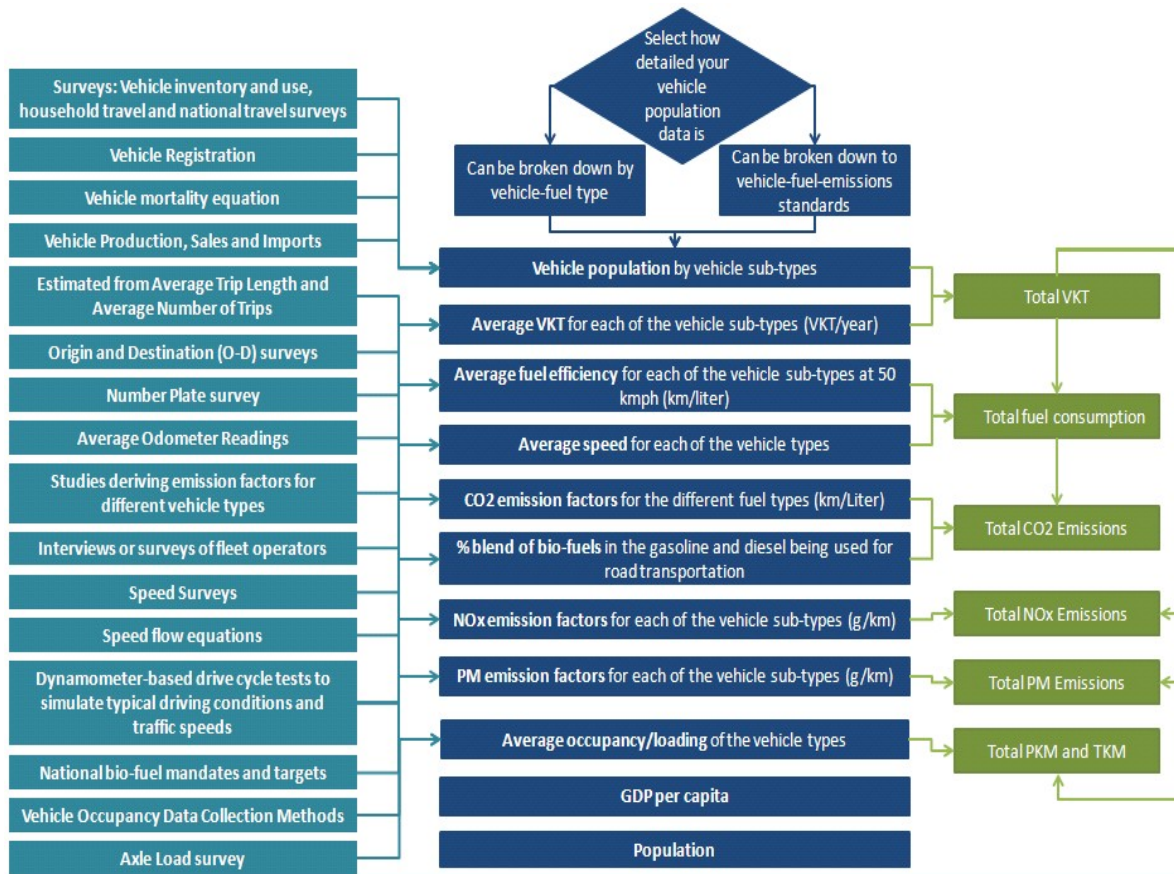 Select how
detailed your
vehicle
population
data is
Can be broken down by
vehicle-fuel type
Can be broken down to
vehicle-fuel-emissions
standards
Surveys: Vehicle inventory and use,
household travel and national travel surveys
Vehicle Registration
Vehicle mortality equation
Vehicle Production, Sales and Imports
Estimated from Average Trip Length and
Average Number of Trips
Origin and Destination (O-D) surveys
Number Plate survey
Average Odometer Readings
Studies deriving emission factors for
different vehicle types
Interviews or surveys of fleet operators
Speed Surveys
Speed flow equations
Dynamometer-based drive cycle tests to
simulate typical driving conditions and
traffic speeds
National bio-fuel mandates and targets
Vehicle Occupancy Data Collection Methods
Axle Load survey
Vehicle population by vehicle sub-types
Average VKT for each of the vehicle sub-types (VKT/year)
Average fuel efficiency for each of the vehicle sub-types at 50
kmph (km/liter)
Average speed for each of the vehicle types
CO2 emission factors for the different fuel types (km/Liter)
% blend of bio-fuels in the gasoline and diesel being used for
road transportation
NOx emission factors for each of the vehicle sub-types (g/km)
PM emission factors for each of the vehicle sub-types (g/km)
Average occupancy/loading of the vehicle types
GDP per capita
Population
Total VKT
Total fuel consumption
Total CO2 Emissions
Total NOx Emissions
Total PM Emissions
Total PKM and TKM